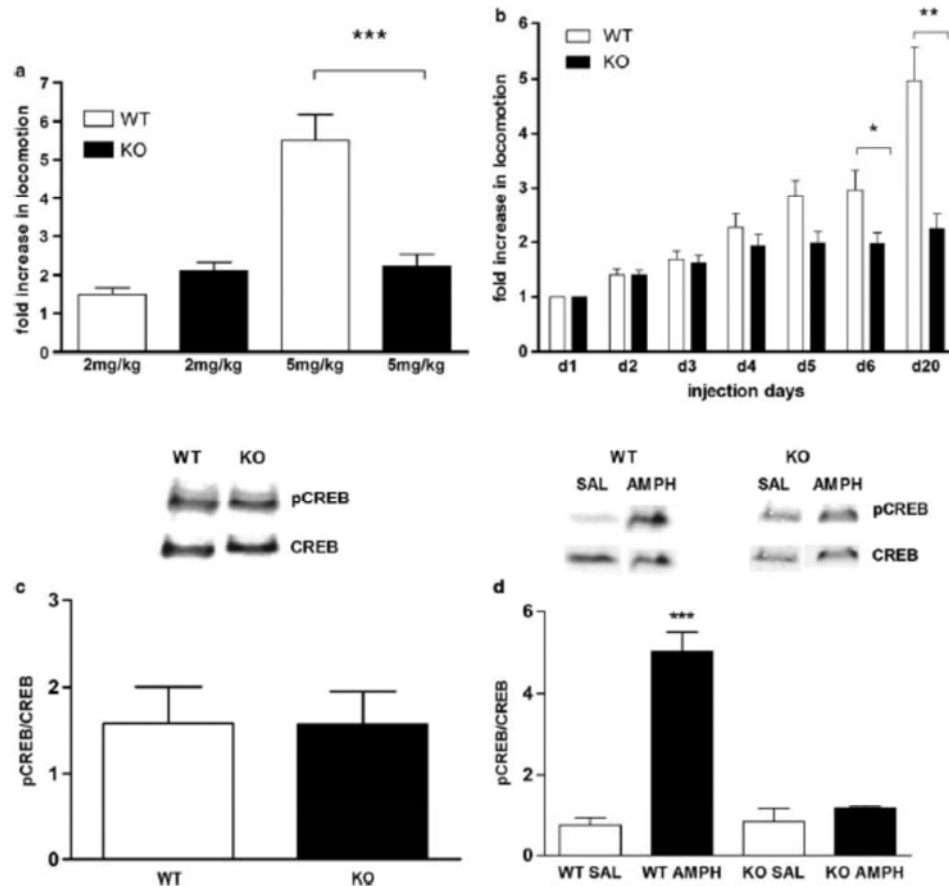 a
***
WT
KO
fold increase in locomotion
7
6
5
4
3
2
1
0
2mg/kg 2mg/kg 5mg/kg 5mg/kg
b
**
*
WT
KO
fold increase in locomotion
6
5
4
3
2
1
0
d1 d2 d3 d4 d5 d6 d20
injection days
WT KO
pCREB
CREB
c
pCREB/CREB
3
2
1
0
WT KO
WT KO
SAL AMPH SAL AMPH
pCREB
CREB
d
***
pCREB/CREB
6
4
2
0
WT SAL WT AMPH KO SAL KO AMPH